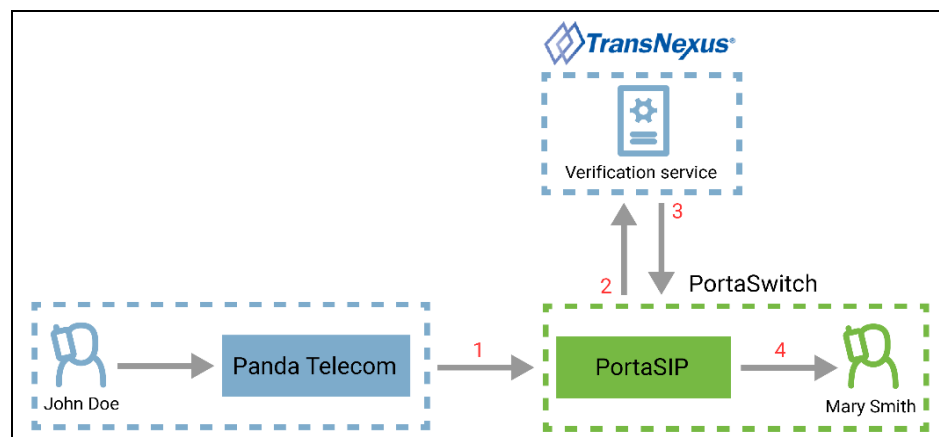 TransNexus®
Verification service
3
2
PortaSwitch
Panda Telecom
1
PortaSIP
4
John Doe
Mary Smith